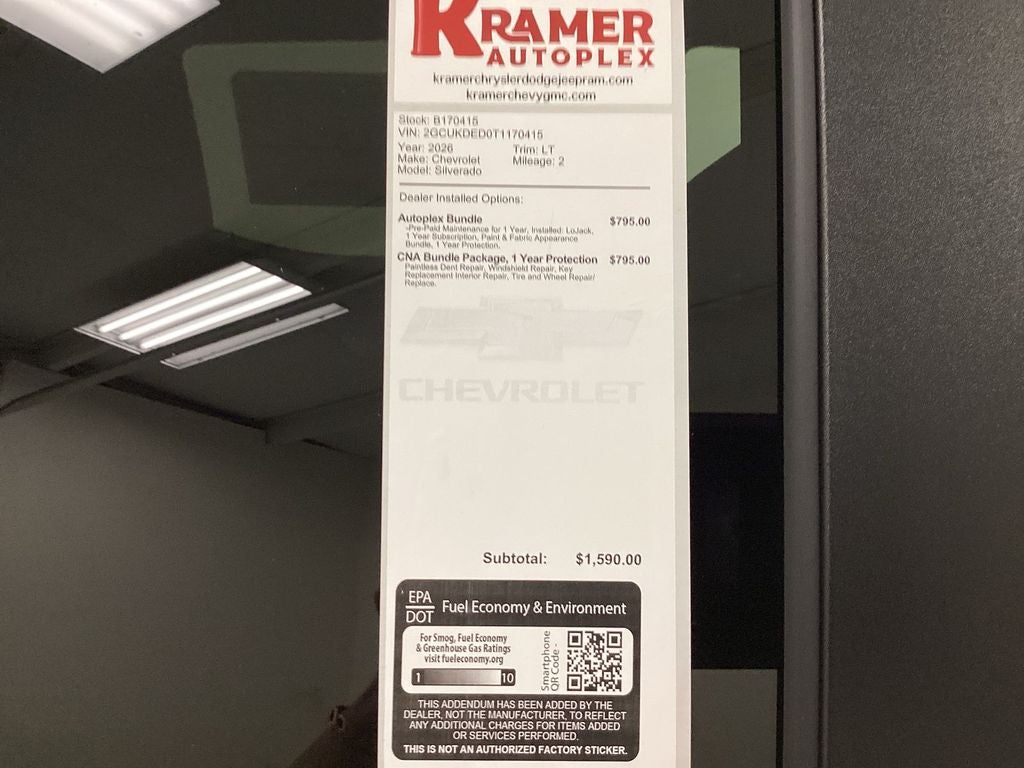 KRAMER
AUTOPLEX
kramerchryslerdodgejeepram.com
kramerchevygmc.com
Stock: B170415
VIN: 2GCUKDED0T1170415
Year: 2026 Trim: LT
Make: Chevrolet Mileage: 2
Model: Silverado
Dealer Installed Options:
Autoplex Bundle $795.00
-Pre-Paid Maintenance for 1 Year, Installed: LoJack,
1 Year Subscription, Paint & Fabric Appearance
Bundle, 1 Year Protection.
CNA Bundle Package, 1 Year Protection $795.00
Paintless Dent Repair, Windshield Repair, Key
Replacement Interior Repair, Tire and Wheel Repair/
Replace.
CHEVROLET
Subtotal: $1,590.00
EPA
DOT Fuel Economy & Environment
For Smog, Fuel Economy
& Greenhouse Gas Ratings
visit fueleconomy.org
1 10
Smartphone
QR Code -
THIS ADDENDUM HAS BEEN ADDED BY THE
DEALER, NOT THE MANUFACTURER, TO REFLECT
ANY ADDITIONAL CHARGES FOR ITEMS ADDED
OR SERVICES PERFORMED.
THIS IS NOT AN AUTHORIZED FACTORY STICKER.